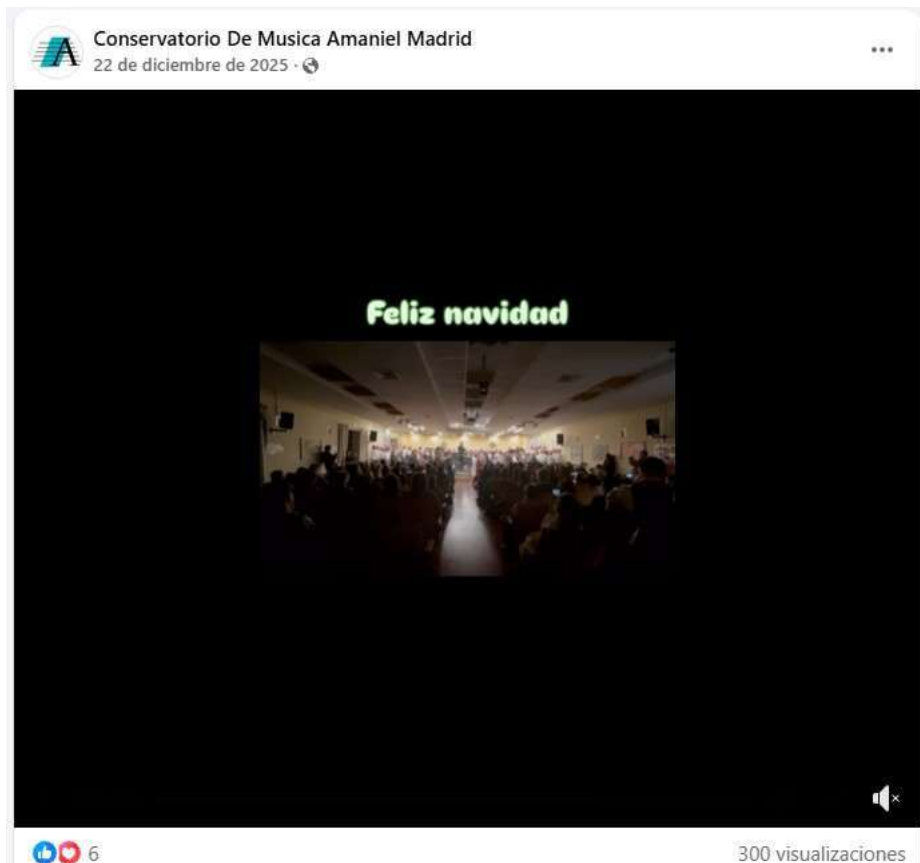 A
Conservatorio De Musica Amaniel Madrid
22 de diciembre de 2025 ·
Feliz navidad
6
300 visualizaciones